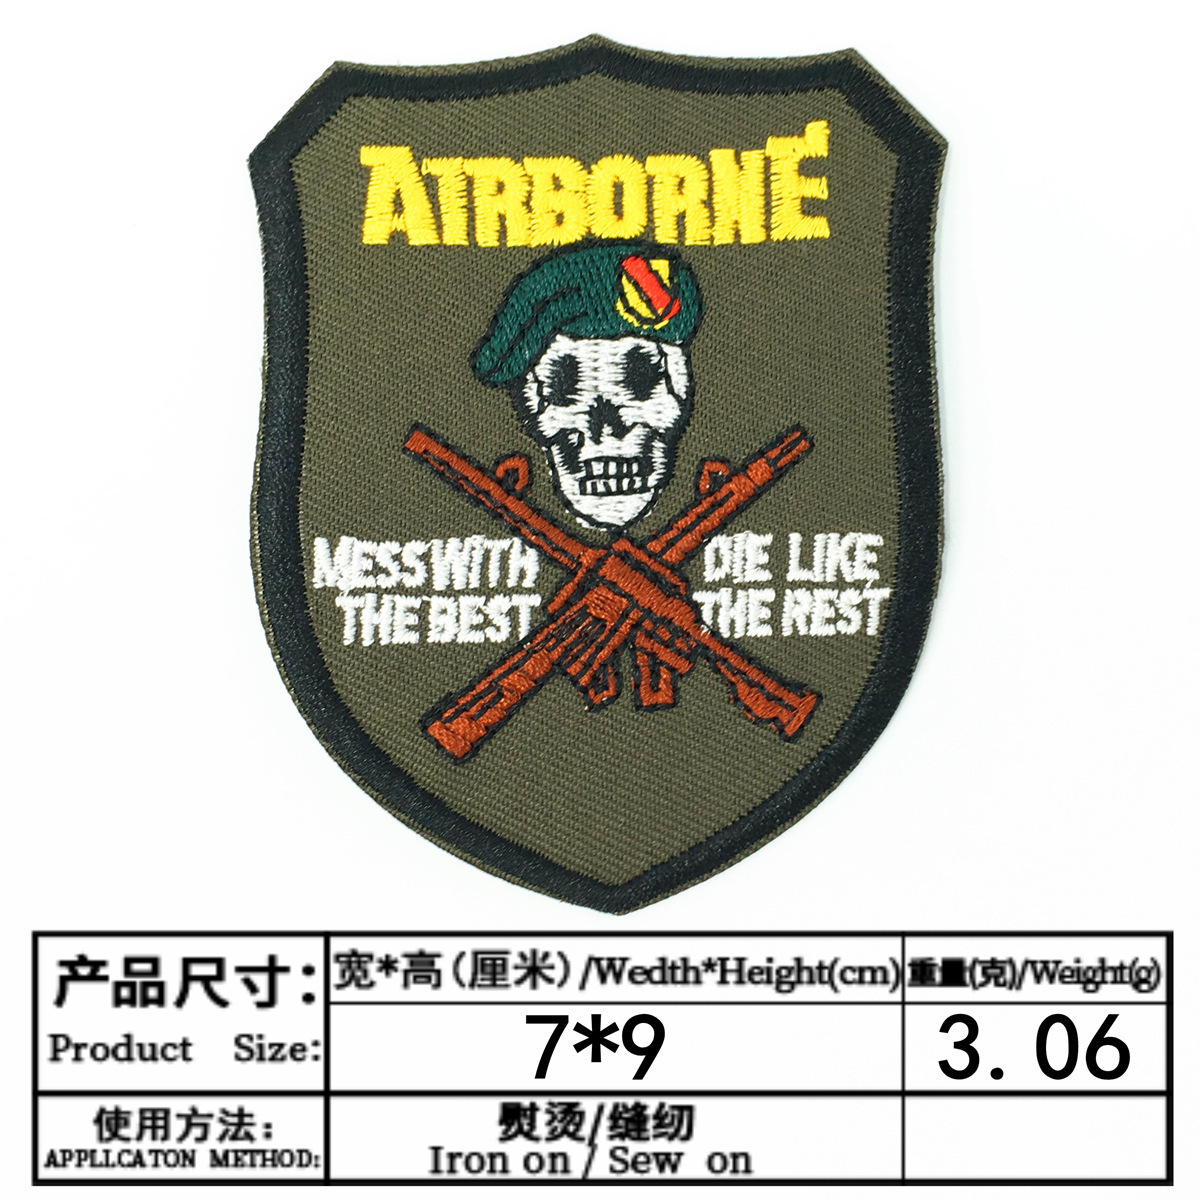 AIRBORNE
MESS WITH
THE BEST
DIE LIKE
THE REST
产品尺寸:
Product Size:
宽*高(厘米)/Wedth*Height(cm)
重量(克)/Weight(g)
7*9
3.06
使用方法:
APPLLCATON METHOD:
熨烫/缝纫
Iron on / Sew on